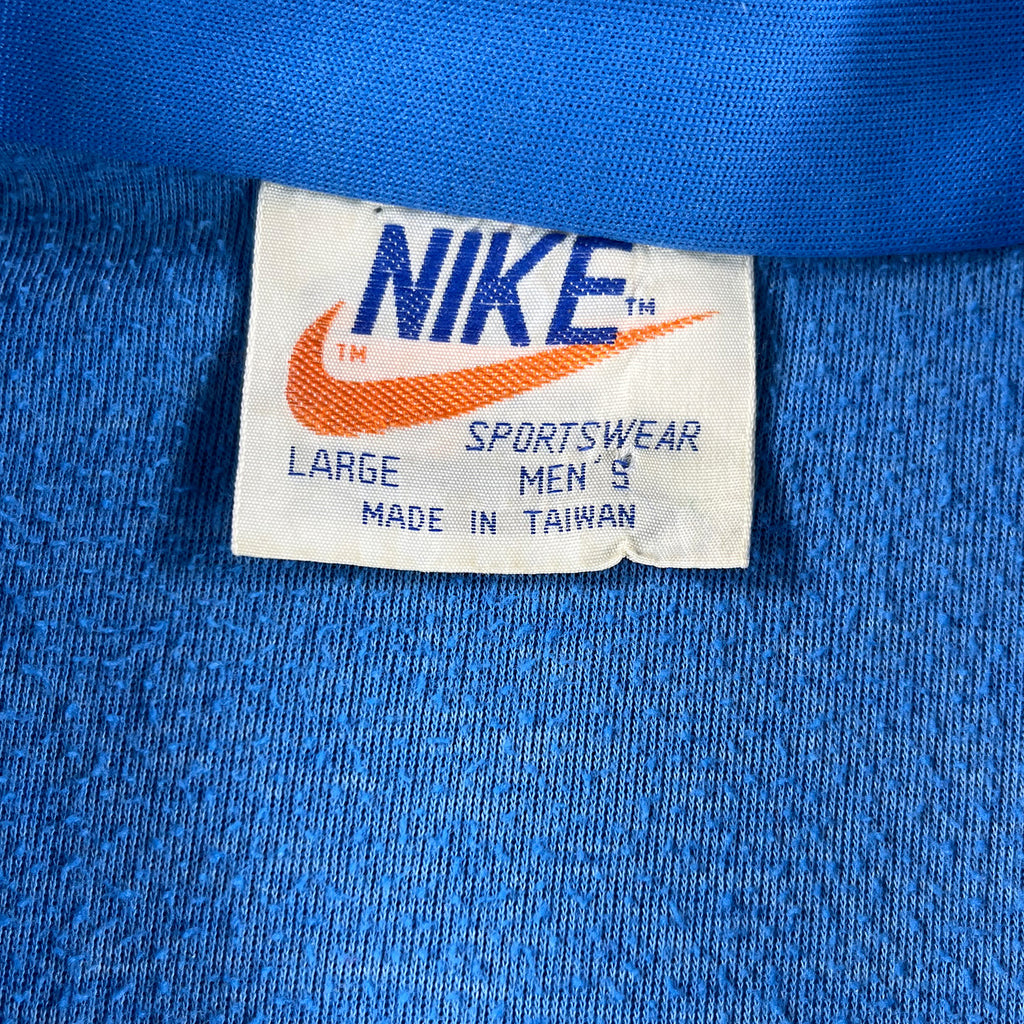 NIKE™
™
SPORTSWEAR
LARGE MEN'S
MADE IN TAIWAN